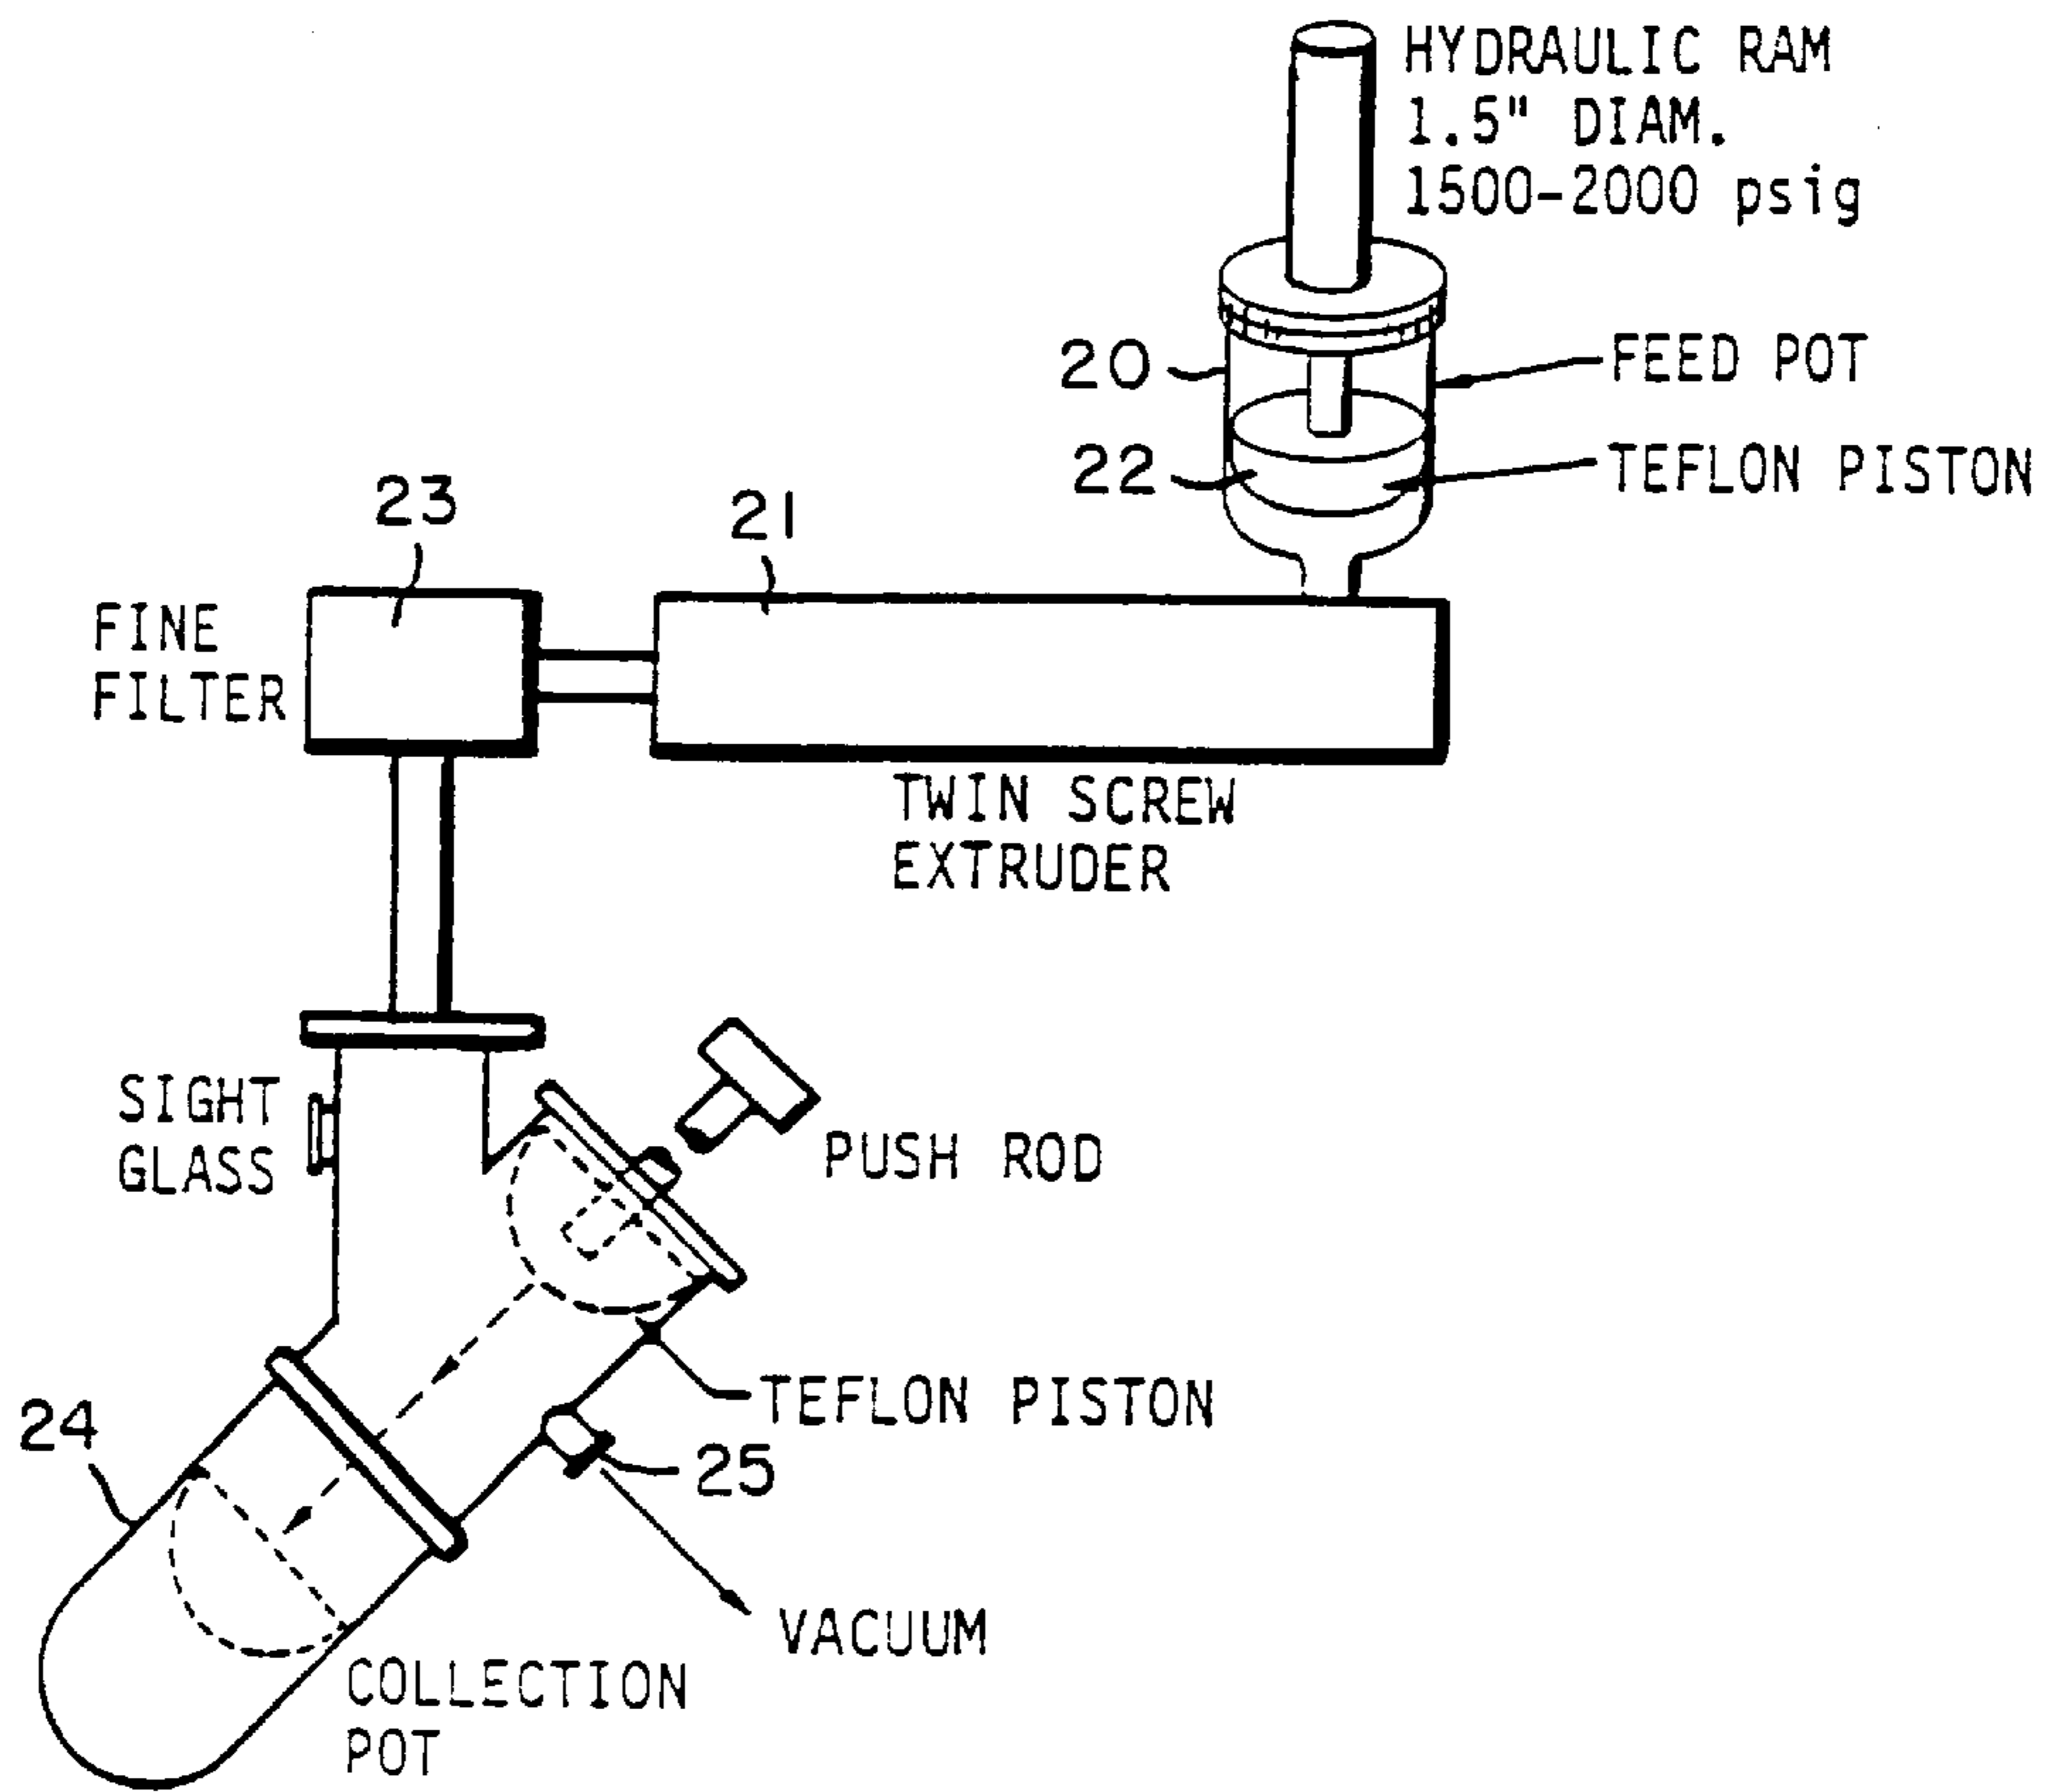 HYDRAULIC RAM
1.5" DIAM.
1500-2000 psig
20
FEED POT
22
TEFLON PISTON
23
21
FINE
FILTER
TWIN SCREW
EXTRUDER
SIGHT
GLASS
PUSH ROD
TEFLON PISTON
24
25
VACUUM
COLLECTION
POT